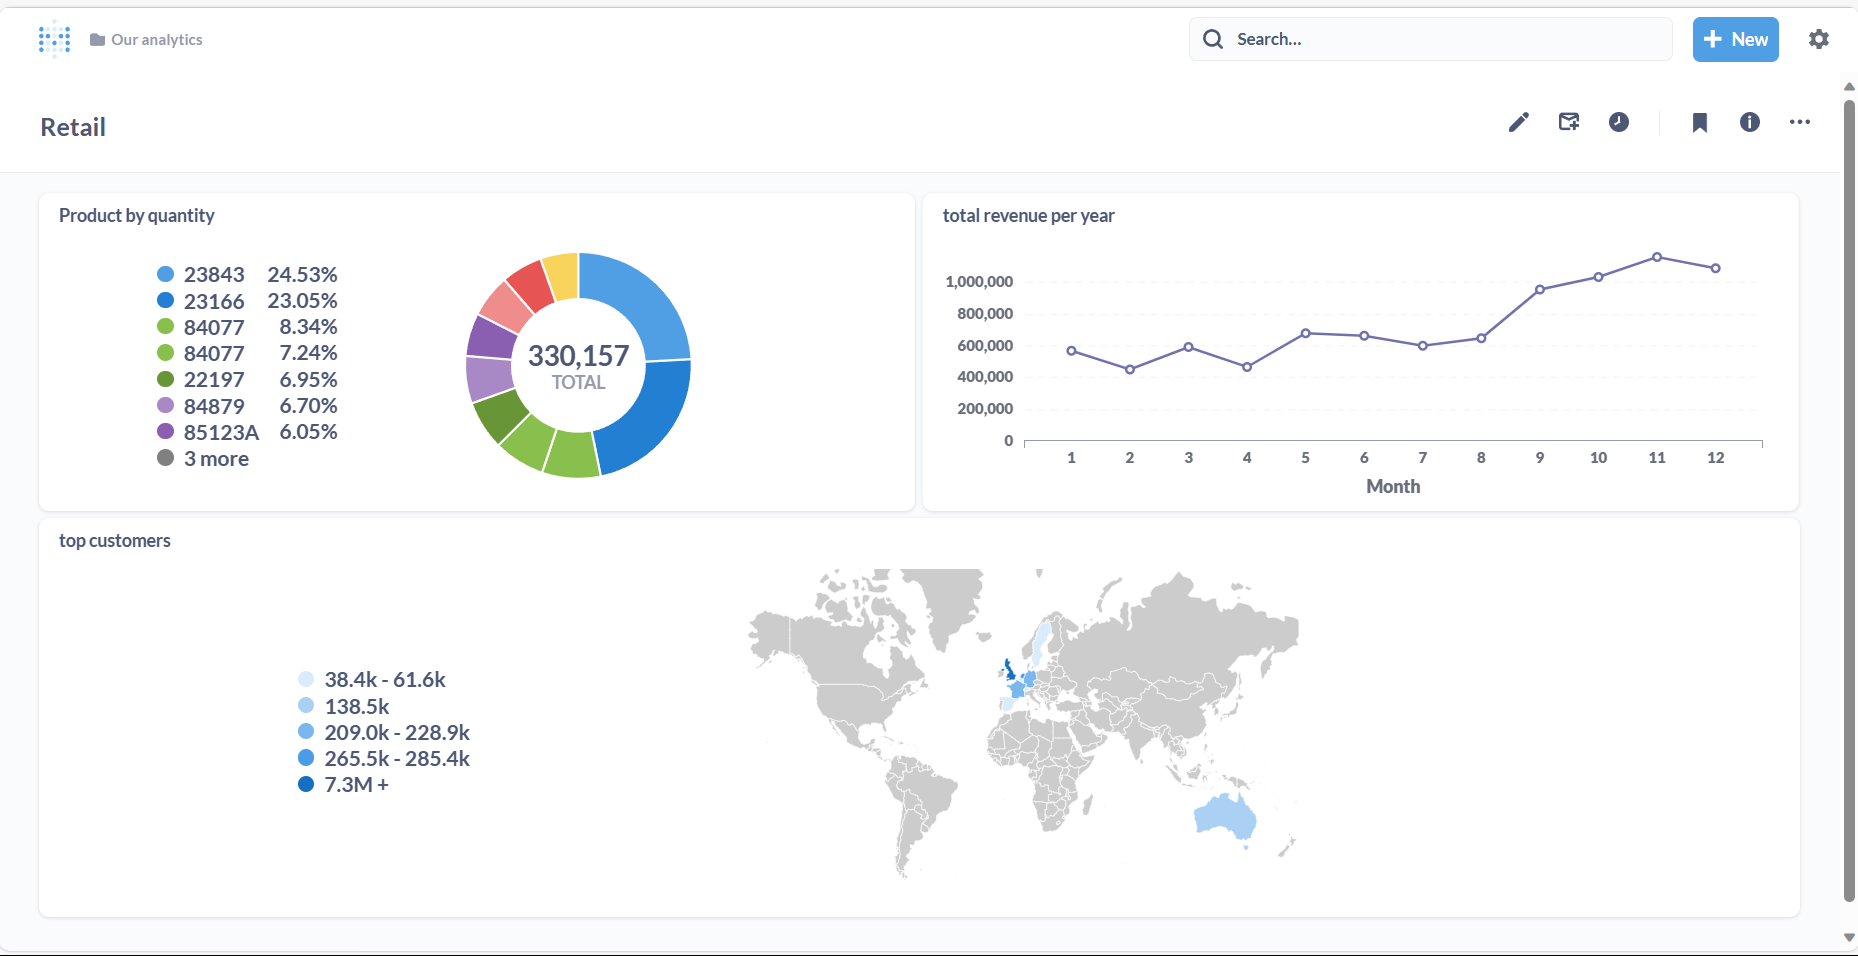 Our analytics
Search...
New
Retail
Product by quantity
23843 24.53%
23166 23.05%
84077 8.34%
84077 7.24%
22197 6.95%
84879 6.70%
85123A 6.05%
3 more
330,157
TOTAL
total revenue per year
1,000,000
800,000
600,000
400,000
200,000
0
1 2 3 4 5 6 7 8 9 10 11 12
Month
top customers
38.4k - 61.6k
138.5k
209.0k - 228.9k
265.5k - 285.4k
7.3M +